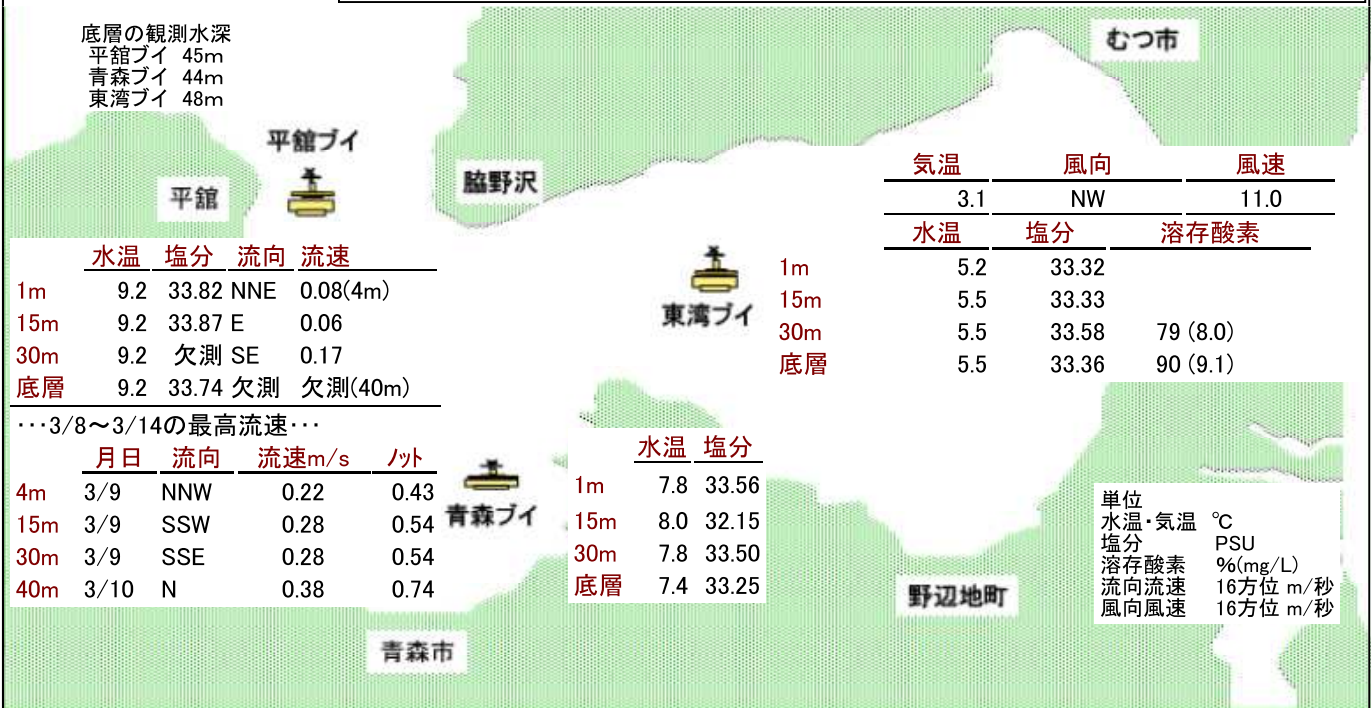 底層の観測水深
平舘ブイ 45m
青森ブイ 44m
東湾ブイ 48m
むつ市
平舘ブイ
平舘
脇野沢
気温 風向 風速
3.1 NW 11.0
水温 塩分 溶存酸素
1m 5.2 33.32
15m 5.5 33.33
30m 5.5 33.58 79 (8.0)
底層 5.5 33.36 90 (9.1)
東湾ブイ
水温 塩分 流向 流速
1m 9.2 33.82 NNE 0.08(4m)
15m 9.2 33.87 E 0.06
30m 9.2 欠測 SE 0.17
底層 9.2 33.74 欠測 欠測(40m)
･･･3/8～3/14の最高流速･･･
月日 流向 流速m/s ﾉｯﾄ
4m 3/9 NNW 0.22 0.43
15m 3/9 SSW 0.28 0.54
30m 3/9 SSE 0.28 0.54
40m 3/10 N 0.38 0.74
青森ブイ
水温 塩分
1m 7.8 33.56
15m 8.0 32.15
30m 7.8 33.50
底層 7.4 33.25
単位
水温・気温 ℃
塩分 PSU
溶存酸素 %(mg/L)
流向流速 16方位 m/秒
風向風速 16方位 m/秒
野辺地町
青森市